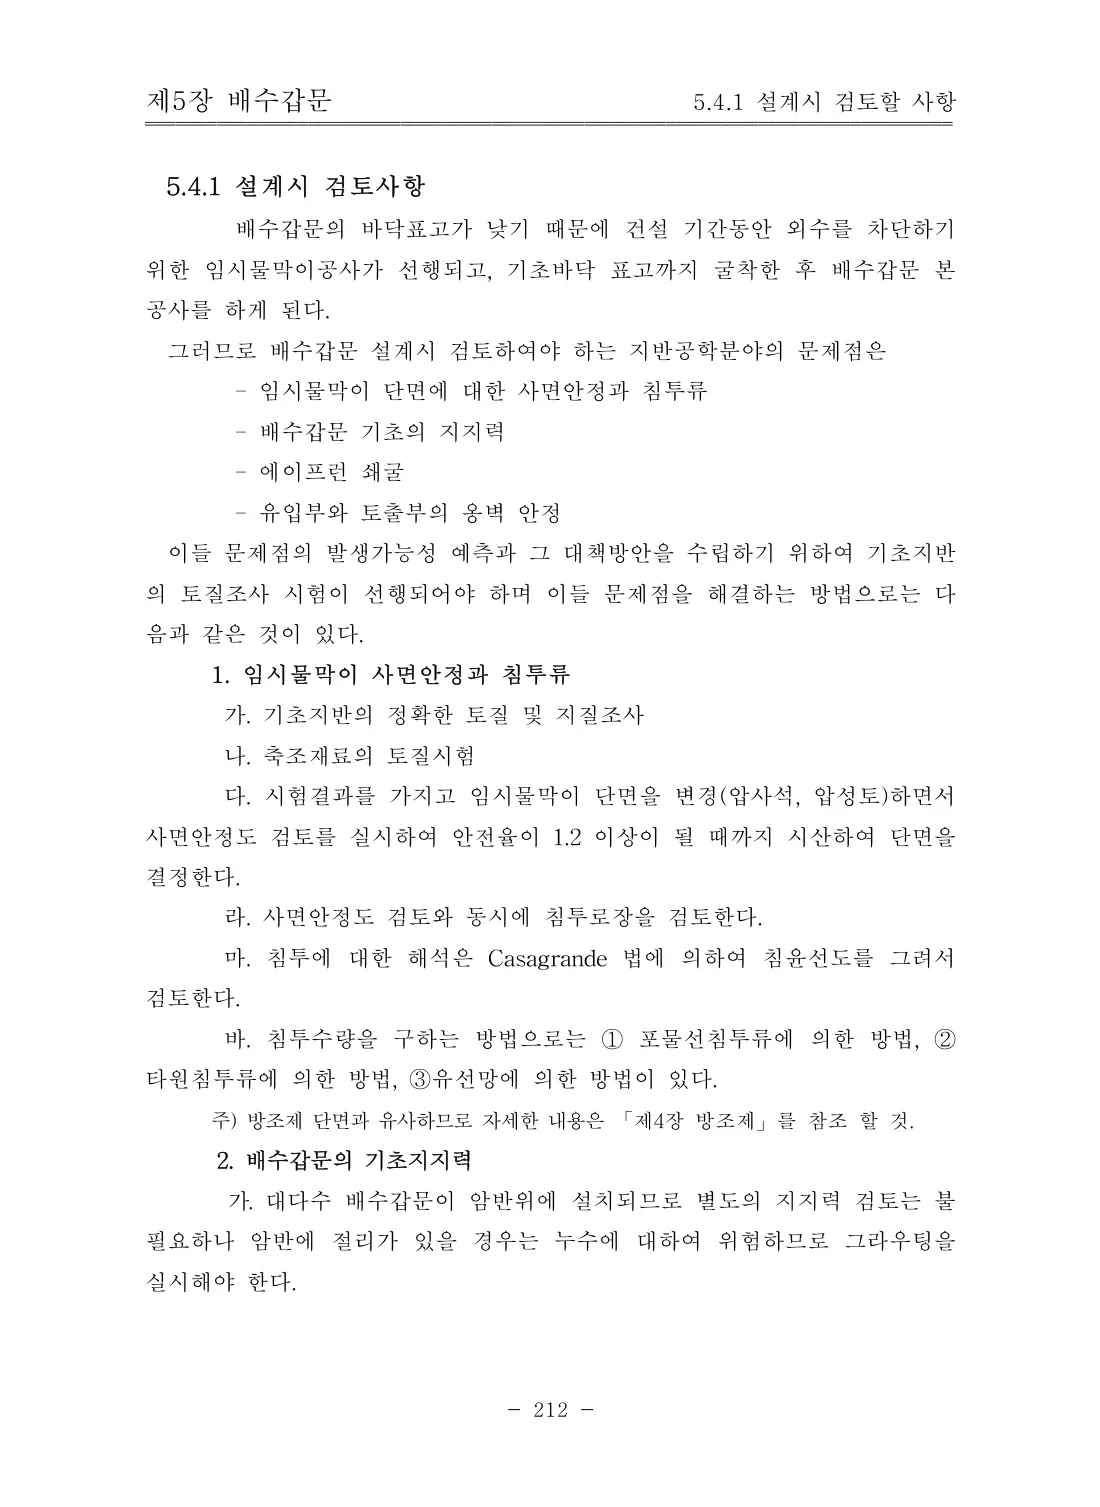 제5장 배수갑문
5.4.1 설계시 검토할 사항
5.4.1 설계시 검토사항
배수갑문의 바닥표고가 낮기 때문에 건설 기간동안 외수를 차단하기
위한 임시물막이공사가 선행되고, 기초바닥 표고까지 굴착한 후 배수갑문 본
공사를 하게 된다.
그러므로 배수갑문 설계시 검토하여야 하는 지반공학분야의 문제점은
- 임시물막이 단면에 대한 사면안정과 침투류
- 배수갑문 기초의 지지력
- 에이프런 쇄굴
- 유입부와 토출부의 옹벽 안정
이들 문제점의 발생가능성 예측과 그 대책방안을 수립하기 위하여 기초지반
의 토질조사 시험이 선행되어야 하며 이들 문제점을 해결하는 방법으로는 다
음과 같은 것이 있다.
1. 임시물막이 사면안정과 침투류
가. 기초지반의 정확한 토질 및 지질조사
나. 축조재료의 토질시험
다. 시험결과를 가지고 임시물막이 단면을 변경(압사석, 압성토)하면서
사면안정도 검토를 실시하여 안전율이 1.2 이상이 될 때까지 시산하여 단면을
결정한다.
라. 사면안정도 검토와 동시에 침투로장을 검토한다.
마. 침투에 대한 해석은 Casagrande 법에 의하여 침윤선도를 그려서
검토한다.
바. 침투수량을 구하는 방법으로는 ① 포물선침투류에 의한 방법, ②
타원침투류에 의한 방법, ③유선망에 의한 방법이 있다.
주) 방조제 단면과 유사하므로 자세한 내용은 「제4장 방조제」를 참조 할 것.
2. 배수갑문의 기초지지력
가. 대다수 배수갑문이 암반위에 설치되므로 별도의 지지력 검토는 불
필요하나 암반에 절리가 있을 경우는 누수에 대하여 위험하므로 그라우팅을
실시해야 한다.
- 212 -